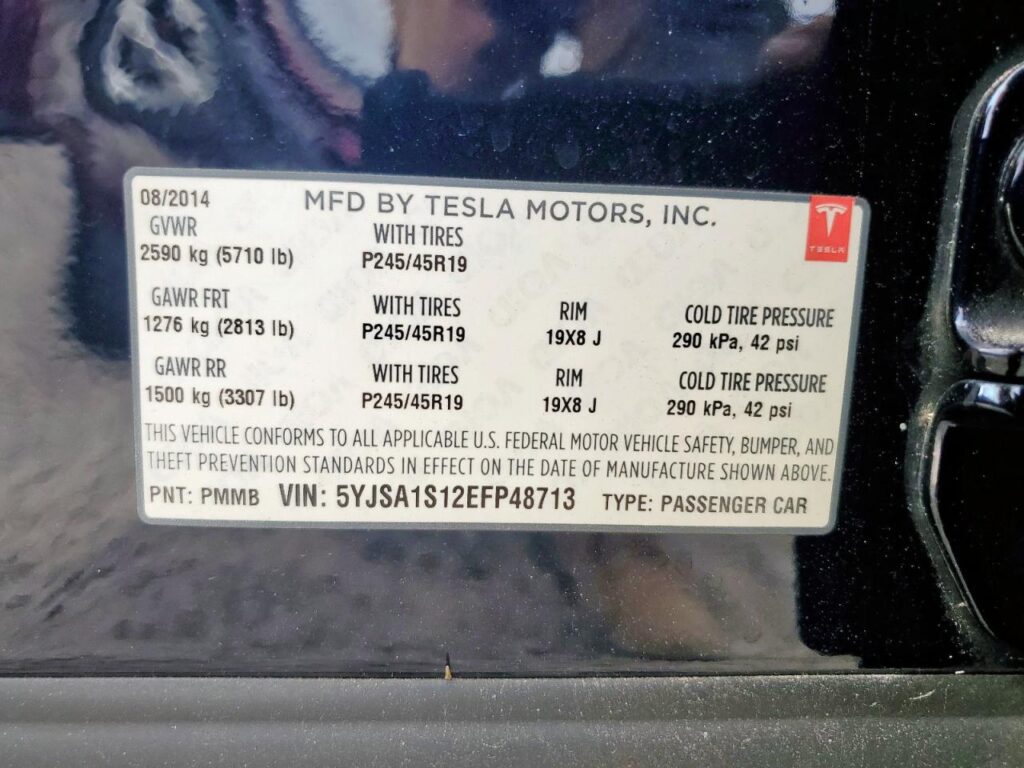 08/2014 MFD BY TESLA MOTORS, INC.
TESLA
GVWR WITH TIRES
2590 kg (5710 lb) P245/45R19
GAWR FRT WITH TIRES RIM COLD TIRE PRESSURE
1276 kg (2813 lb) P245/45R19 19X8 J 290 kPa, 42 psi
GAWR RR WITH TIRES RIM COLD TIRE PRESSURE
1500 kg (3307 lb) P245/45R19 19X8 J 290 kPa, 42 psi
THIS VEHICLE CONFORMS TO ALL APPLICABLE U.S. FEDERAL MOTOR VEHICLE SAFETY, BUMPER, AND
THEFT PREVENTION STANDARDS IN EFFECT ON THE DATE OF MANUFACTURE SHOWN ABOVE.
PNT: PMMB VIN: 5YJSA1S12EFP48713 TYPE: PASSENGER CAR